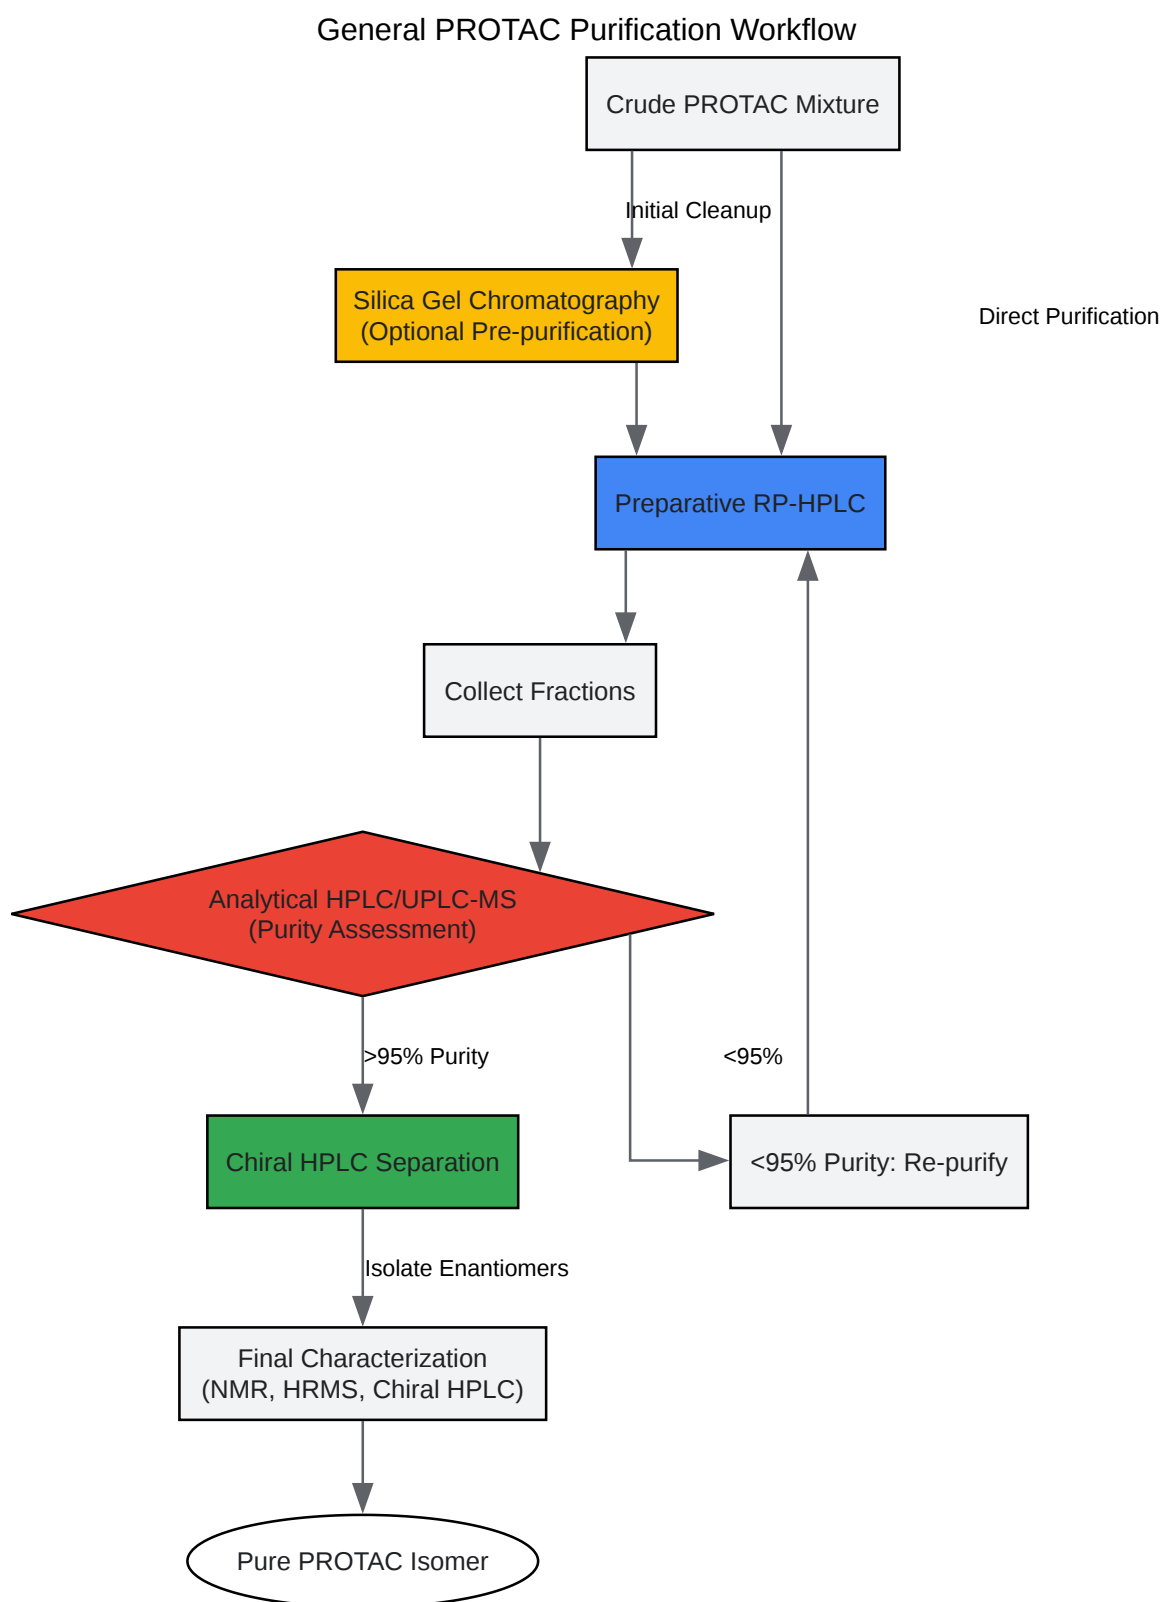 General PROTAC Purification Workflow
Crude PROTAC Mixture
Initial Cleanup
Silica Gel Chromatography
(Optional Pre-purification)
Direct Purification
Preparative RP-HPLC
Collect Fractions
Analytical HPLC/UPLC-MS
(Purity Assessment)
>95% Purity
<95%
Chiral HPLC Separation
<95% Purity: Re-purify
Isolate Enantiomers
Final Characterization
(NMR, HRMS, Chiral HPLC)
Pure PROTAC Isomer